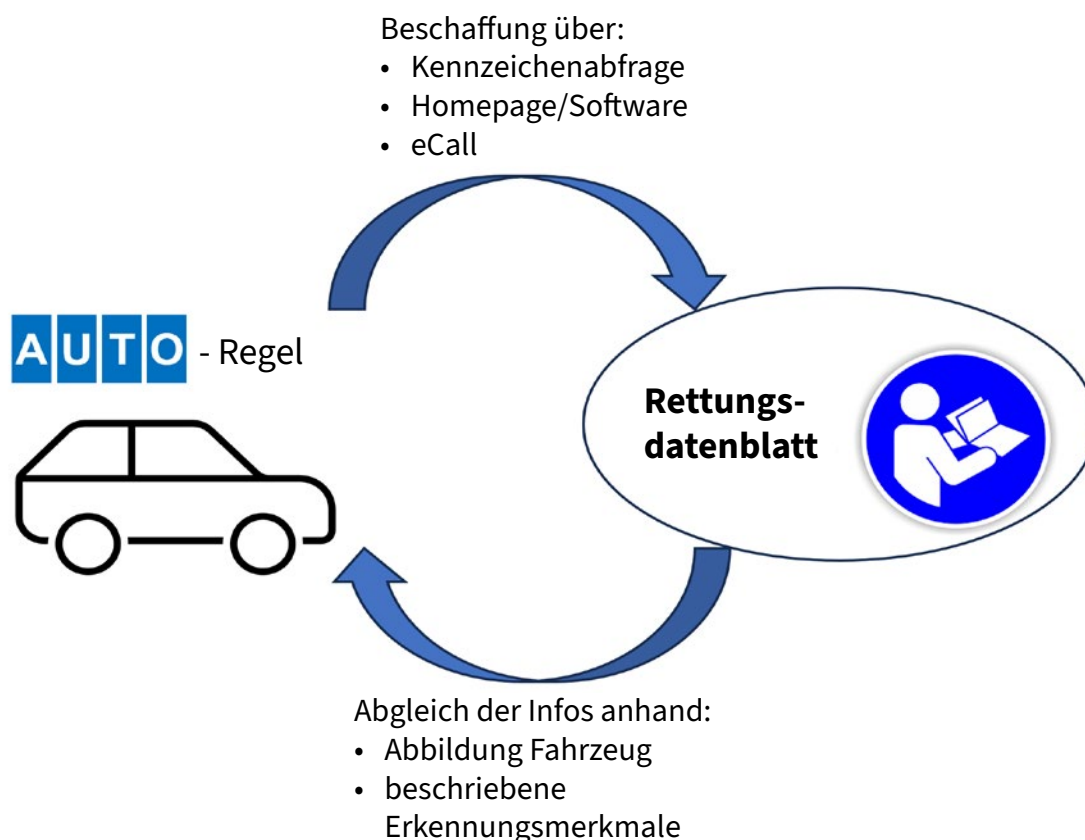 Beschaffung über:
• Kennzeichenabfrage
• Homepage/Software
• eCall
AUTO - Regel
Rettungs-
datenblatt
Abgleich der Infos anhand:
• Abbildung Fahrzeug
• beschriebene
Erkennungsmerkmale